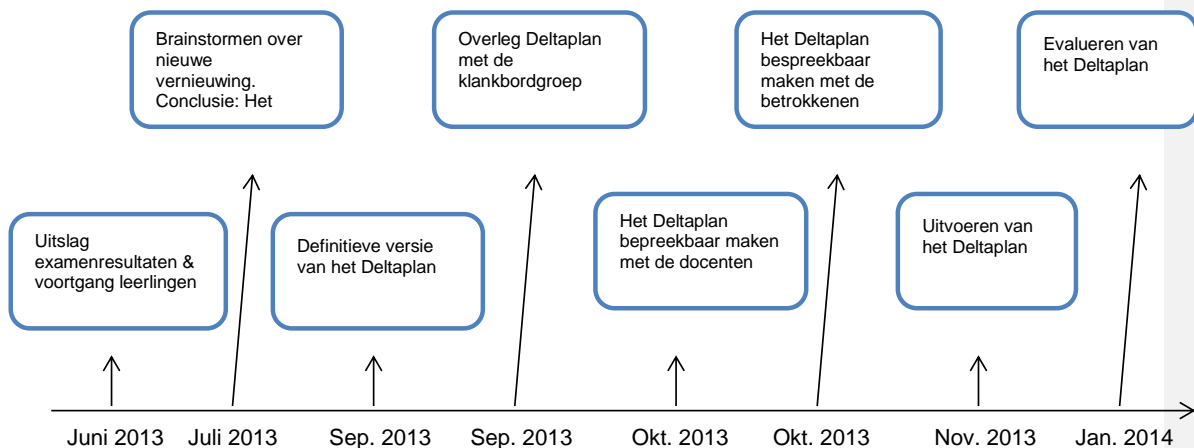 Brainstormen over
nieuwe
vernieuwing.
Conclusie: Het
Overleg Deltaplan
met de
klankbordgroep
Het Deltaplan
bespreekbaar
maken met de
betrokkenen
Evalueren van
het Deltaplan
Uitslag
examenresultaten &
voortgang leerlingen
Definitieve versie
van het Deltaplan
Het Deltaplan
bepreekbaar maken
met de docenten
Uitvoeren van
het Deltaplan
Juni 2013
Juli 2013
Sep. 2013
Sep. 2013
Okt. 2013
Okt. 2013
Nov. 2013
Jan. 2014